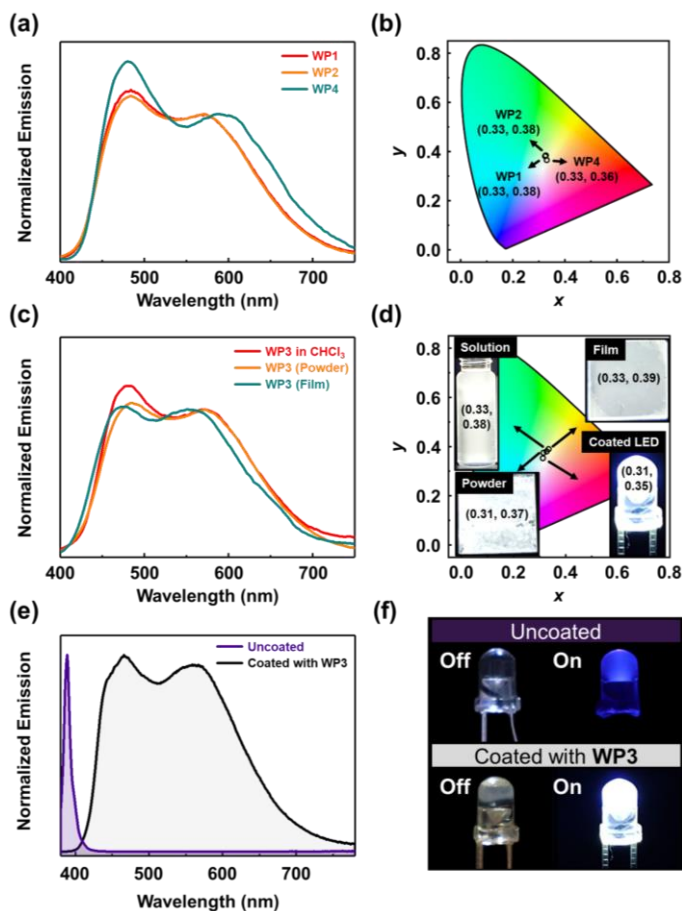 (a)
Normalized Emission
WP1
WP2
WP4
400 500 600 700
Wavelength (nm)
(b)
y
0.8
0.6
0.4
0.2
0.0
WP2
(0.33, 0.38)
WP4
(0.33, 0.36)
WP1
(0.33, 0.38)
0.0 0.2 0.4 0.6 0.8
x
(c)
Normalized Emission
WP3 in CHCl₃
WP3 (Powder)
WP3 (Film)
400 500 600 700
Wavelength (nm)
(d)
y
0.8
0.6
0.4
0.2
0.0
Solution
(0.33,
0.38)
Film
(0.33, 0.39)
Coated LED
(0.31,
0.35)
Powder
(0.31, 0.37)
0.0 0.2 0.4 0.6 0.8
x
(e)
Normalized Emission
Uncoated
Coated with WP3
400 500 600 700
Wavelength (nm)
(f)
Uncoated
Off On
Coated with WP3
Off On